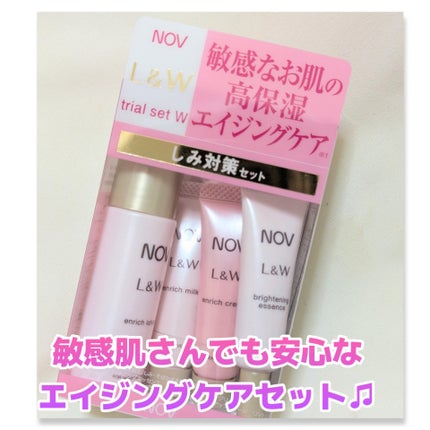 NOV
L&W
trial set W
敏感なお肌の
高保湿
エイジングケア
しみ対策セット
NOV
L&W
enrich
enrich milk
NOV
L&W
enrich
NOV
L&W
brightening
essence
敏感肌さんでも安心な
エイジングケアセット♫
NOV